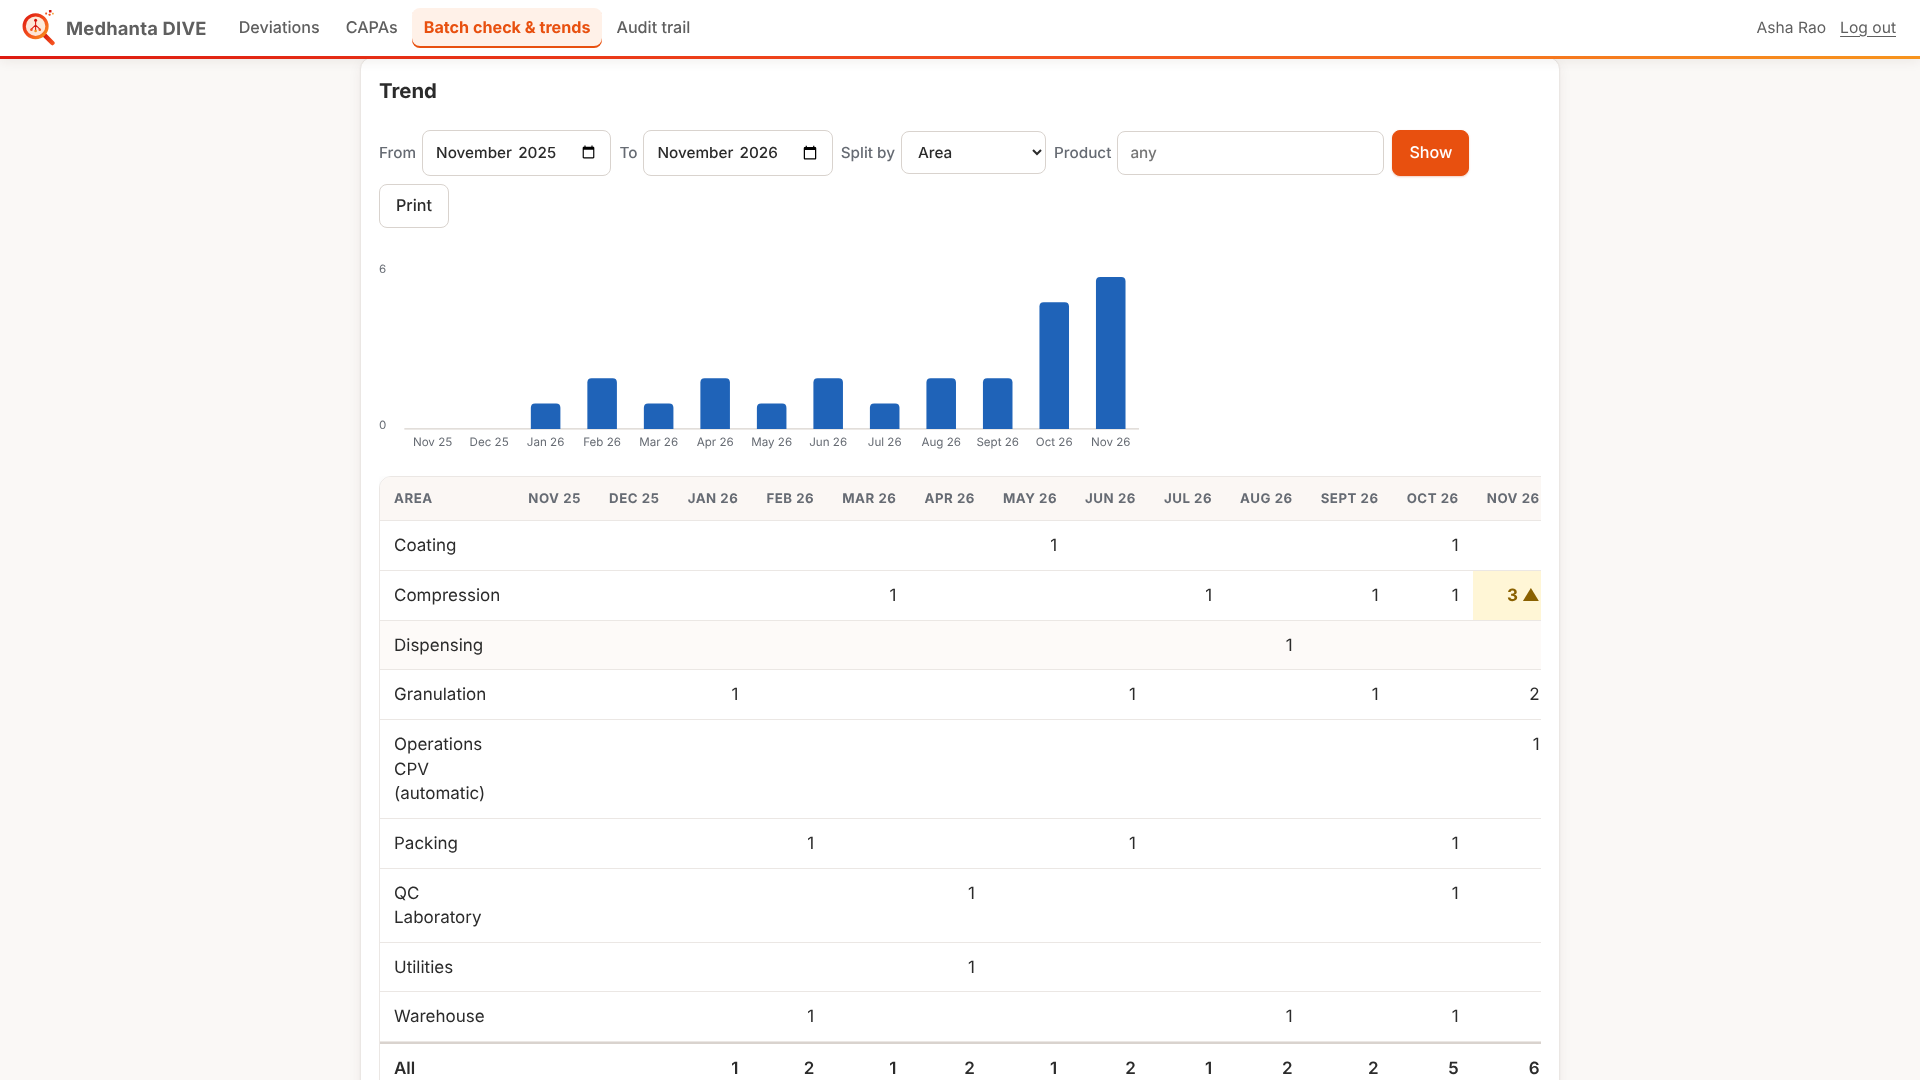 Medhanta DIVE Deviations CAPAs Batch check & trends Audit trail Asha Rao Log out
Trend
From November 2025 To November 2026 Split by Area Product any Show
Print
6
0
Nov 25 Dec 25 Jan 26 Feb 26 Mar 26 Apr 26 May 26 Jun 26 Jul 26 Aug 26 Sept 26 Oct 26 Nov 26
AREA NOV 25 DEC 25 JAN 26 FEB 26 MAR 26 APR 26 MAY 26 JUN 26 JUL 26 AUG 26 SEPT 26 OCT 26 NOV 26
Coating 1 1
Compression 1 1 1 1 3 ▲
Dispensing 1
Granulation 1 1 1 2
Operations 1
CPV
(automatic)
Packing 1 1 1
QC 1 1
Laboratory
Utilities 1
Warehouse 1 1 1
All 1 2 1 2 1 2 1 2 2 5 6